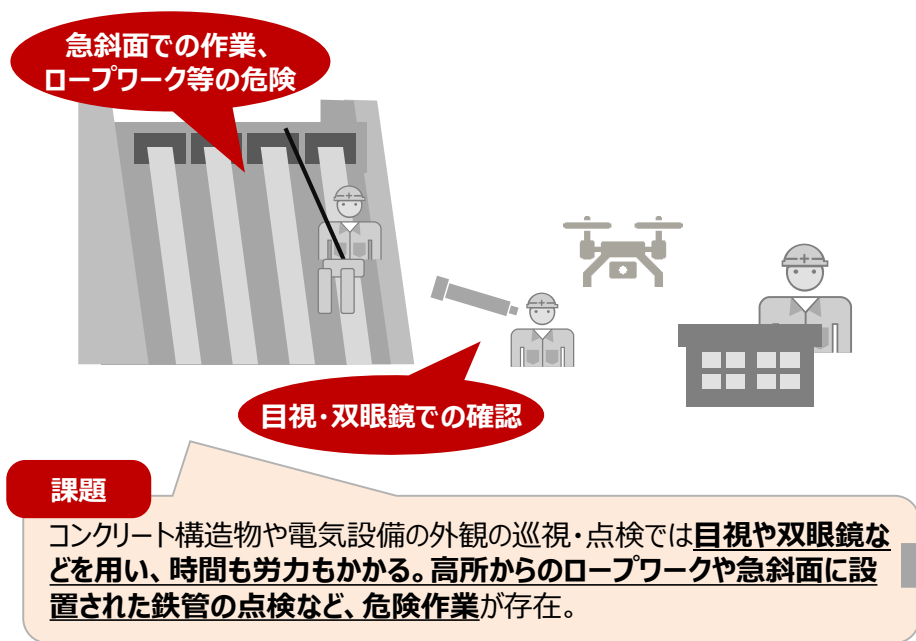 急斜面での作業、
ロープワーク等の危険
目視・双眼鏡での確認
課題
コンクリート構造物や電気設備の外観の巡視・点検では目視や双眼鏡な
どを用い、時間も労力もかかる。高所からのロープワークや急斜面に設
置された鉄管の点検など、危険作業が存在。